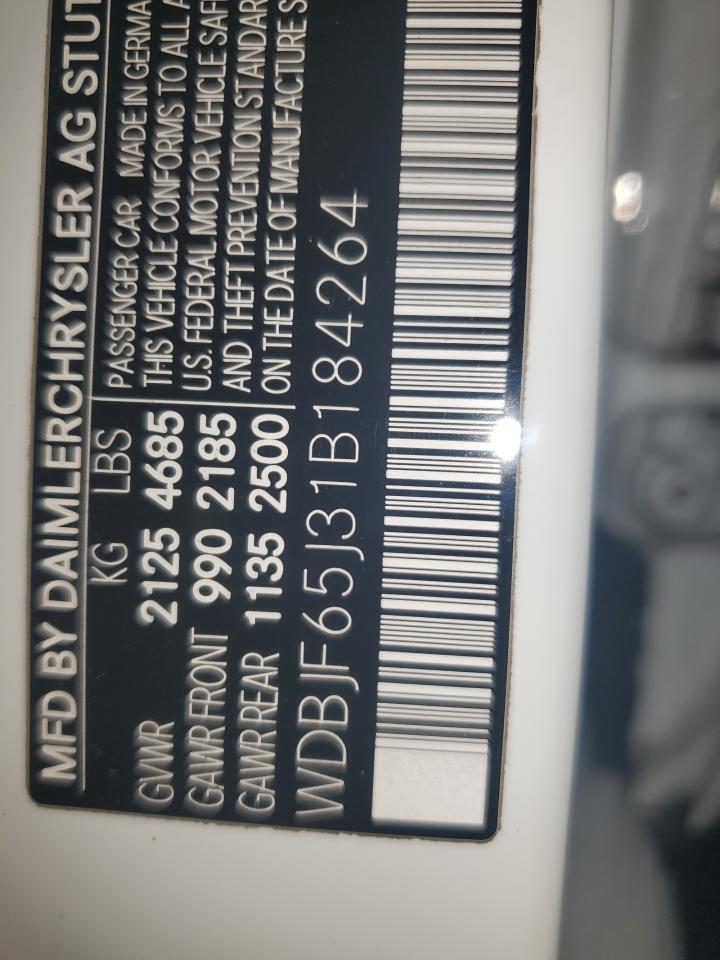 MFD BY DAIMLERCHRYSLER AG STUT
KG LBS
GVWR 2125 4685
GAWR FRONT 990 2185
GAWR REAR 1135 2500
PASSENGER CAR MADE IN GERMA
THIS VEHICLE CONFORMS TO ALL A
U.S. FEDERAL MOTOR VEHICLE SAF
AND THEFT PREVENTION STANDAR
ON THE DATE OF MANUFACTURE S
WDBJF65J31B184264